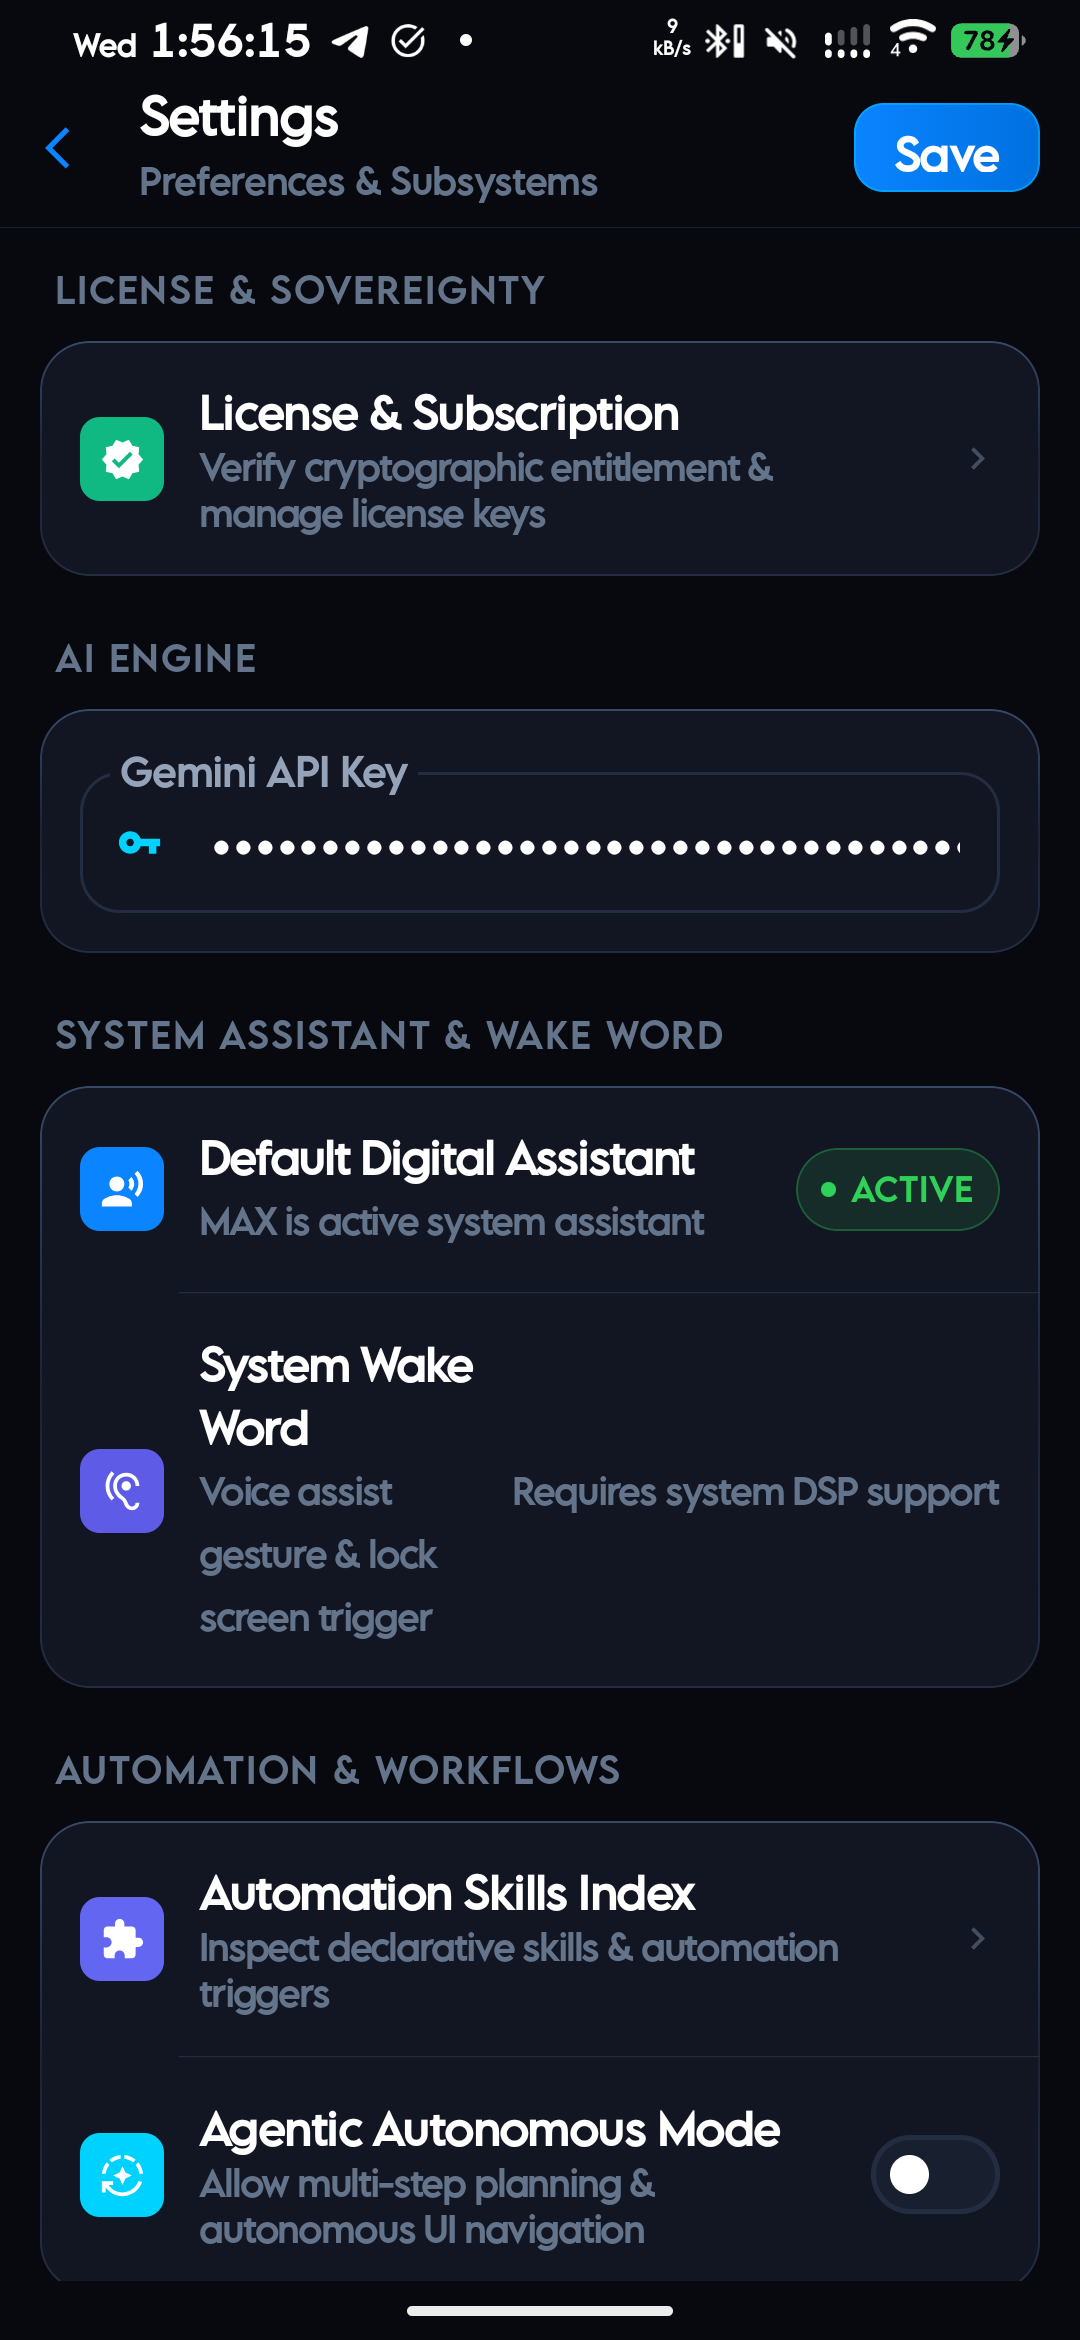 Wed 1:56:15
9
kB/s
4
78
Settings
Preferences & Subsystems
Save
LICENSE & SOVEREIGNTY
License & Subscription
Verify cryptographic entitlement &
manage license keys
AI ENGINE
Gemini API Key
SYSTEM ASSISTANT & WAKE WORD
Default Digital Assistant
MAX is active system assistant
ACTIVE
System Wake
Word
Voice assist
gesture & lock
screen trigger
Requires system DSP support
AUTOMATION & WORKFLOWS
Automation Skills Index
Inspect declarative skills & automation
triggers
Agentic Autonomous Mode
Allow multi-step planning &
autonomous UI navigation